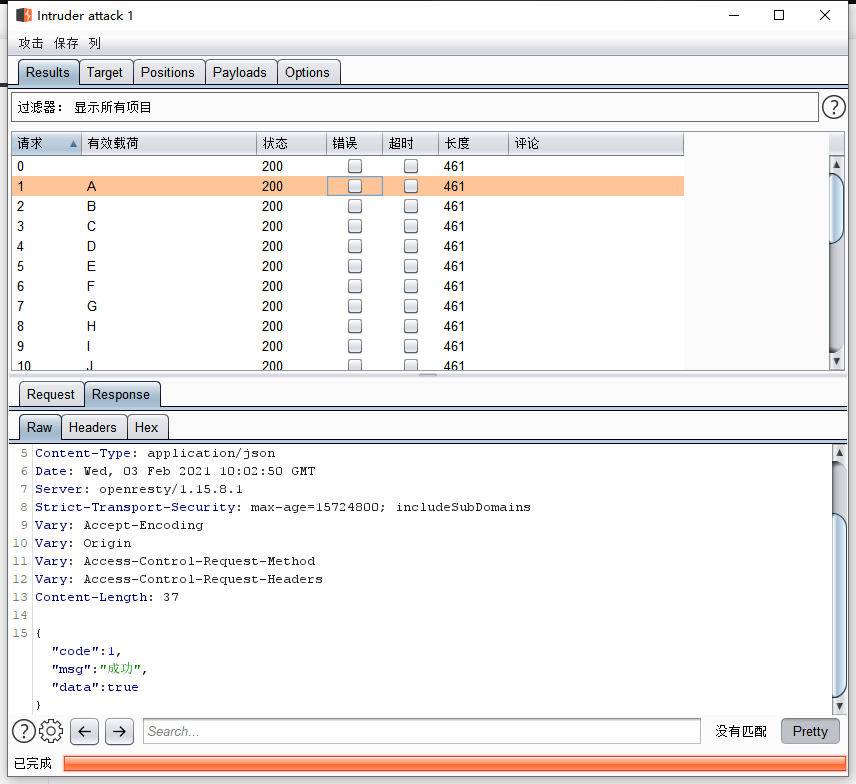 Intruder attack 1
攻击 保存 列
Results Target Positions Payloads Options
过滤器： 显示所有项目 ?
请求 有效载荷 状态 错误 超时 长度 评论
0 200 461
1 A 200 461
2 B 200 461
3 C 200 461
4 D 200 461
5 E 200 461
6 F 200 461
7 G 200 461
8 H 200 461
9 I 200 461
10 J 200 461
Request Response
Raw Headers Hex
5 Content-Type: application/json
6 Date: Wed, 03 Feb 2021 10:02:50 GMT
7 Server: openresty/1.15.8.1
8 Strict-Transport-Security: max-age=15724800; includeSubDomains
9 Vary: Accept-Encoding
10 Vary: Origin
11 Vary: Access-Control-Request-Method
12 Vary: Access-Control-Request-Headers
13 Content-Length: 37
14
15 {
"code":1,
"msg":"成功",
"data":true
}
? Search... 没有匹配 Pretty
已完成